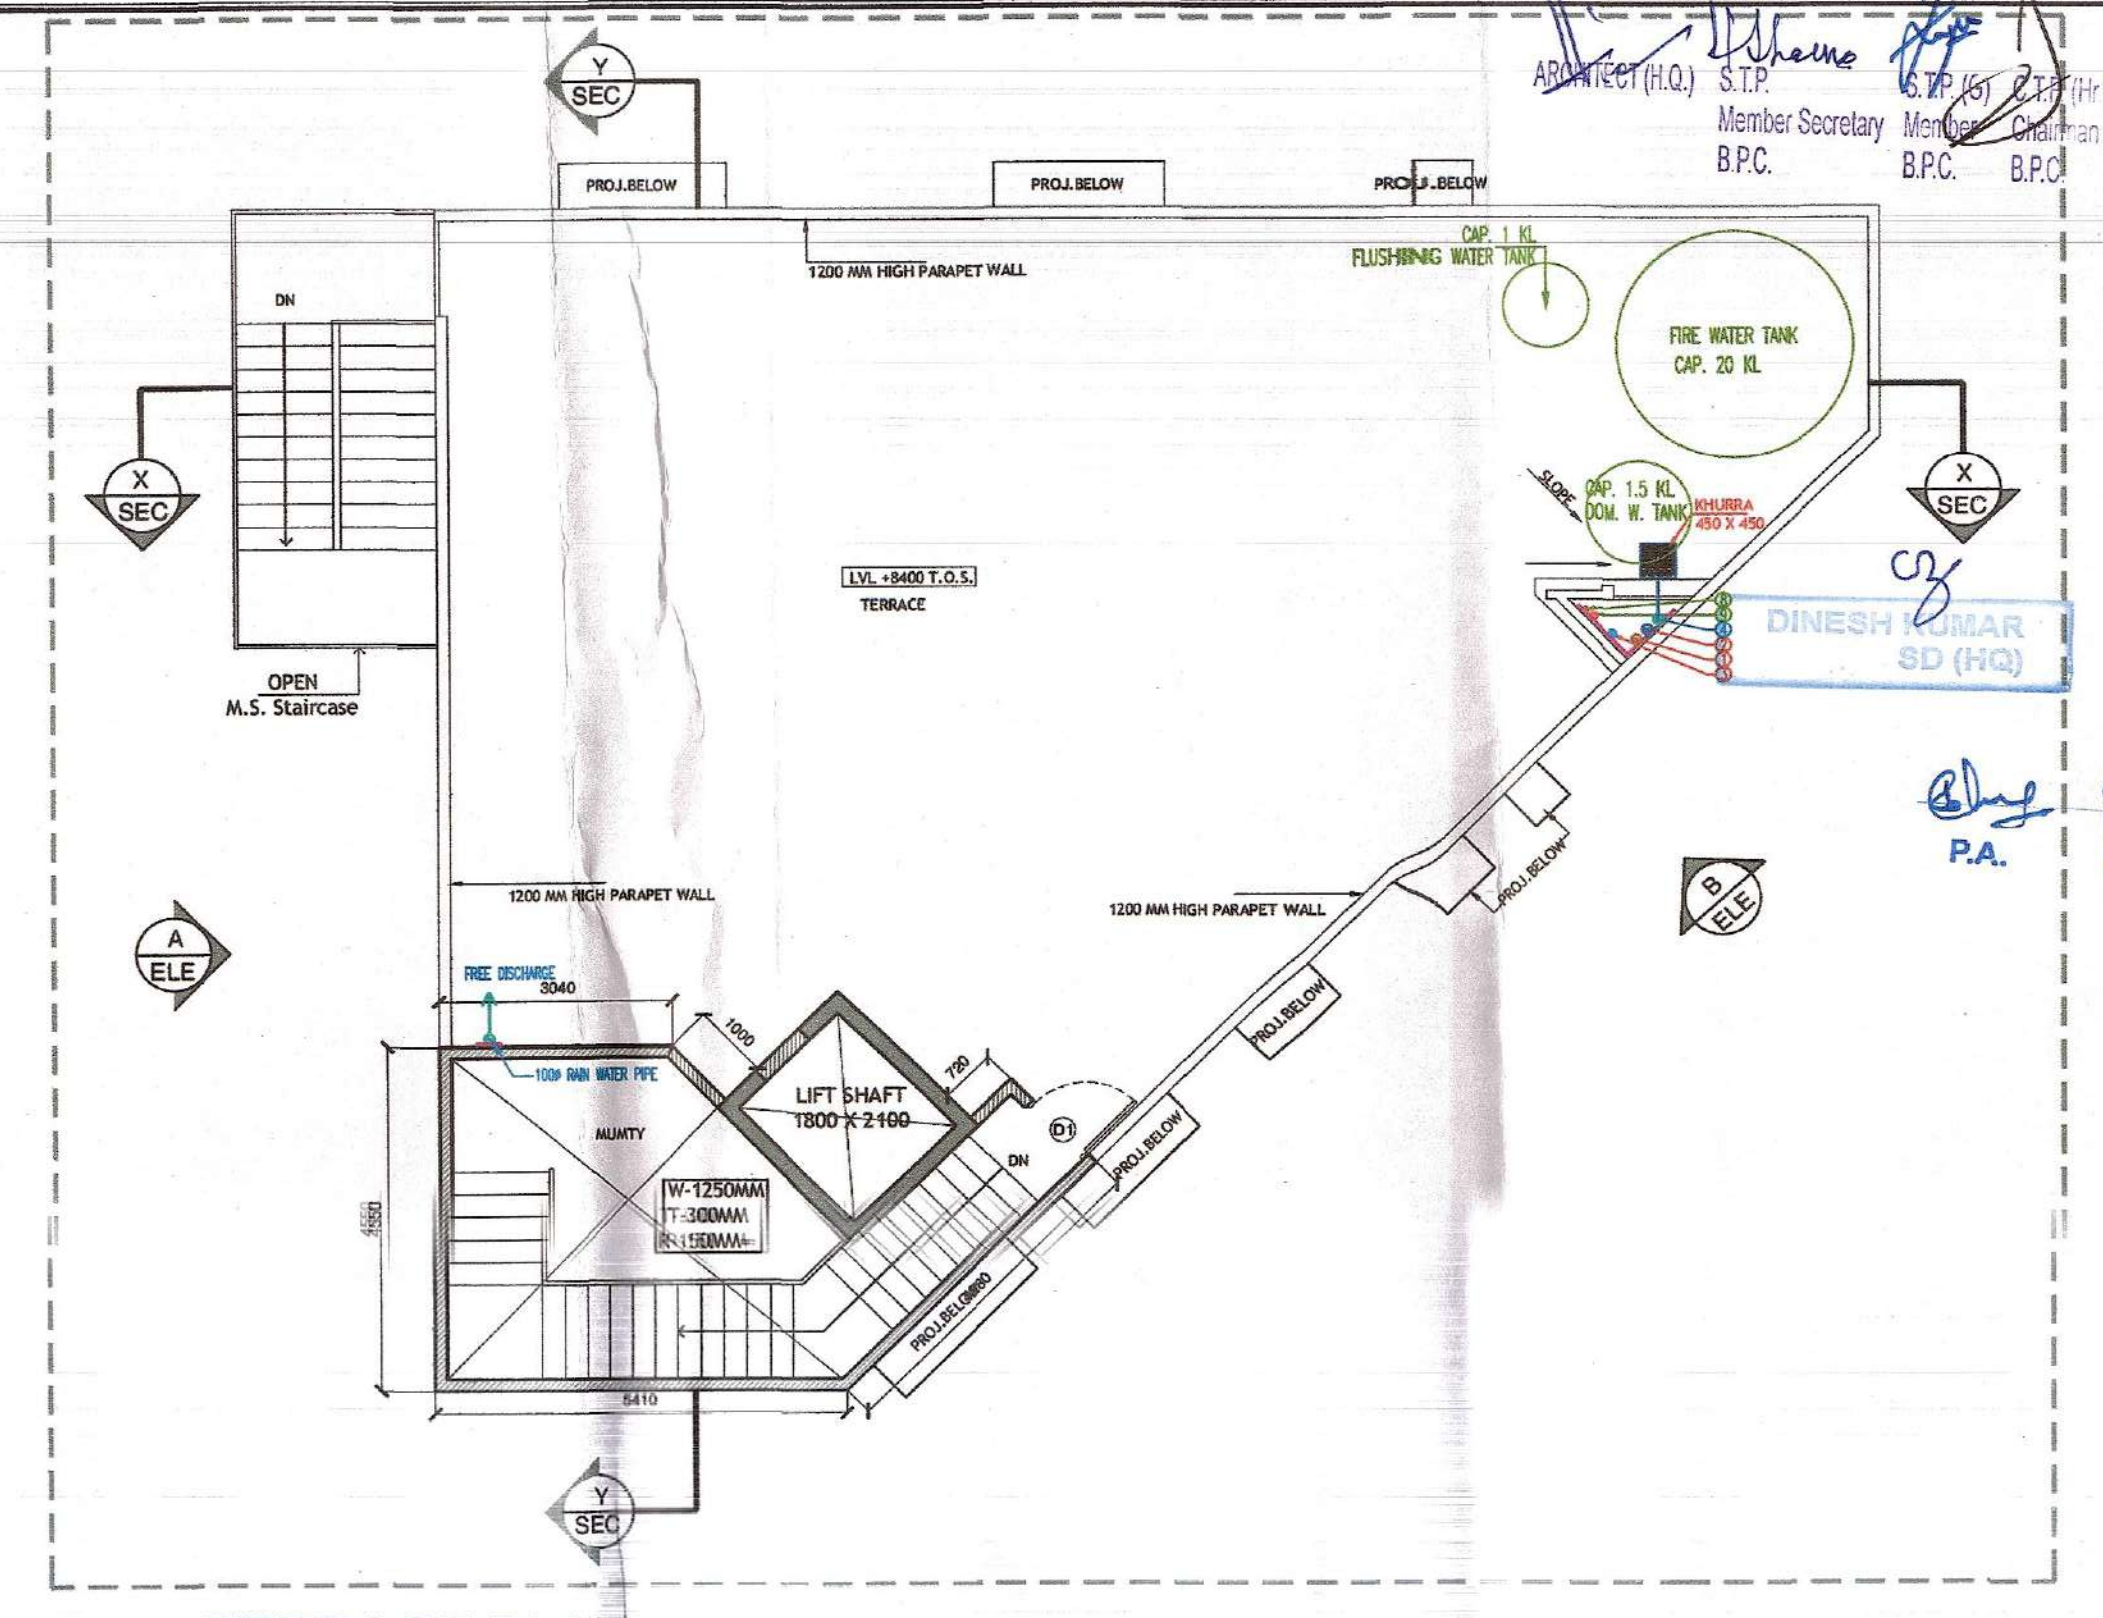 Y
SEC
ARCHITECT (H.Q.)
S.T.P.
Member Secretary
B.P.C.
S.T.P. (G)
Member
B.P.C.
C.T.P. (Hr
Chairman
B.P.C.
PROJ.BELOW
PROJ.BELOW
PROJ.BELOW
CAP. 1 KL
FLUSHING WATER TANK
1200 MM HIGH PARAPET WALL
DN
FIRE WATER TANK
CAP. 20 KL
X
SEC
X
SEC
SLOPE
CAP. 1.5 KL
DOM. W. TANK
KHURRA
450 X 450
LVL +8400 T.O.S.
TERRACE
DINESH KUMAR
SD (HQ)
OPEN
M.S. Staircase
P.A.
1200 MM HIGH PARAPET WALL
1200 MM HIGH PARAPET WALL
PROJ.BELOW
B
ELE
A
ELE
FREE DISCHARGE
3040
1000
720
PROJ.BELOW
100ø RAIN WATER PIPE
LIFT SHAFT
1800 X 2100
MUMTY
D1
DN
PROJ.BELOW
W-1250MM
T-300MM
R-150MM
4550
PROJ.BELOW
5410
Y
SEC